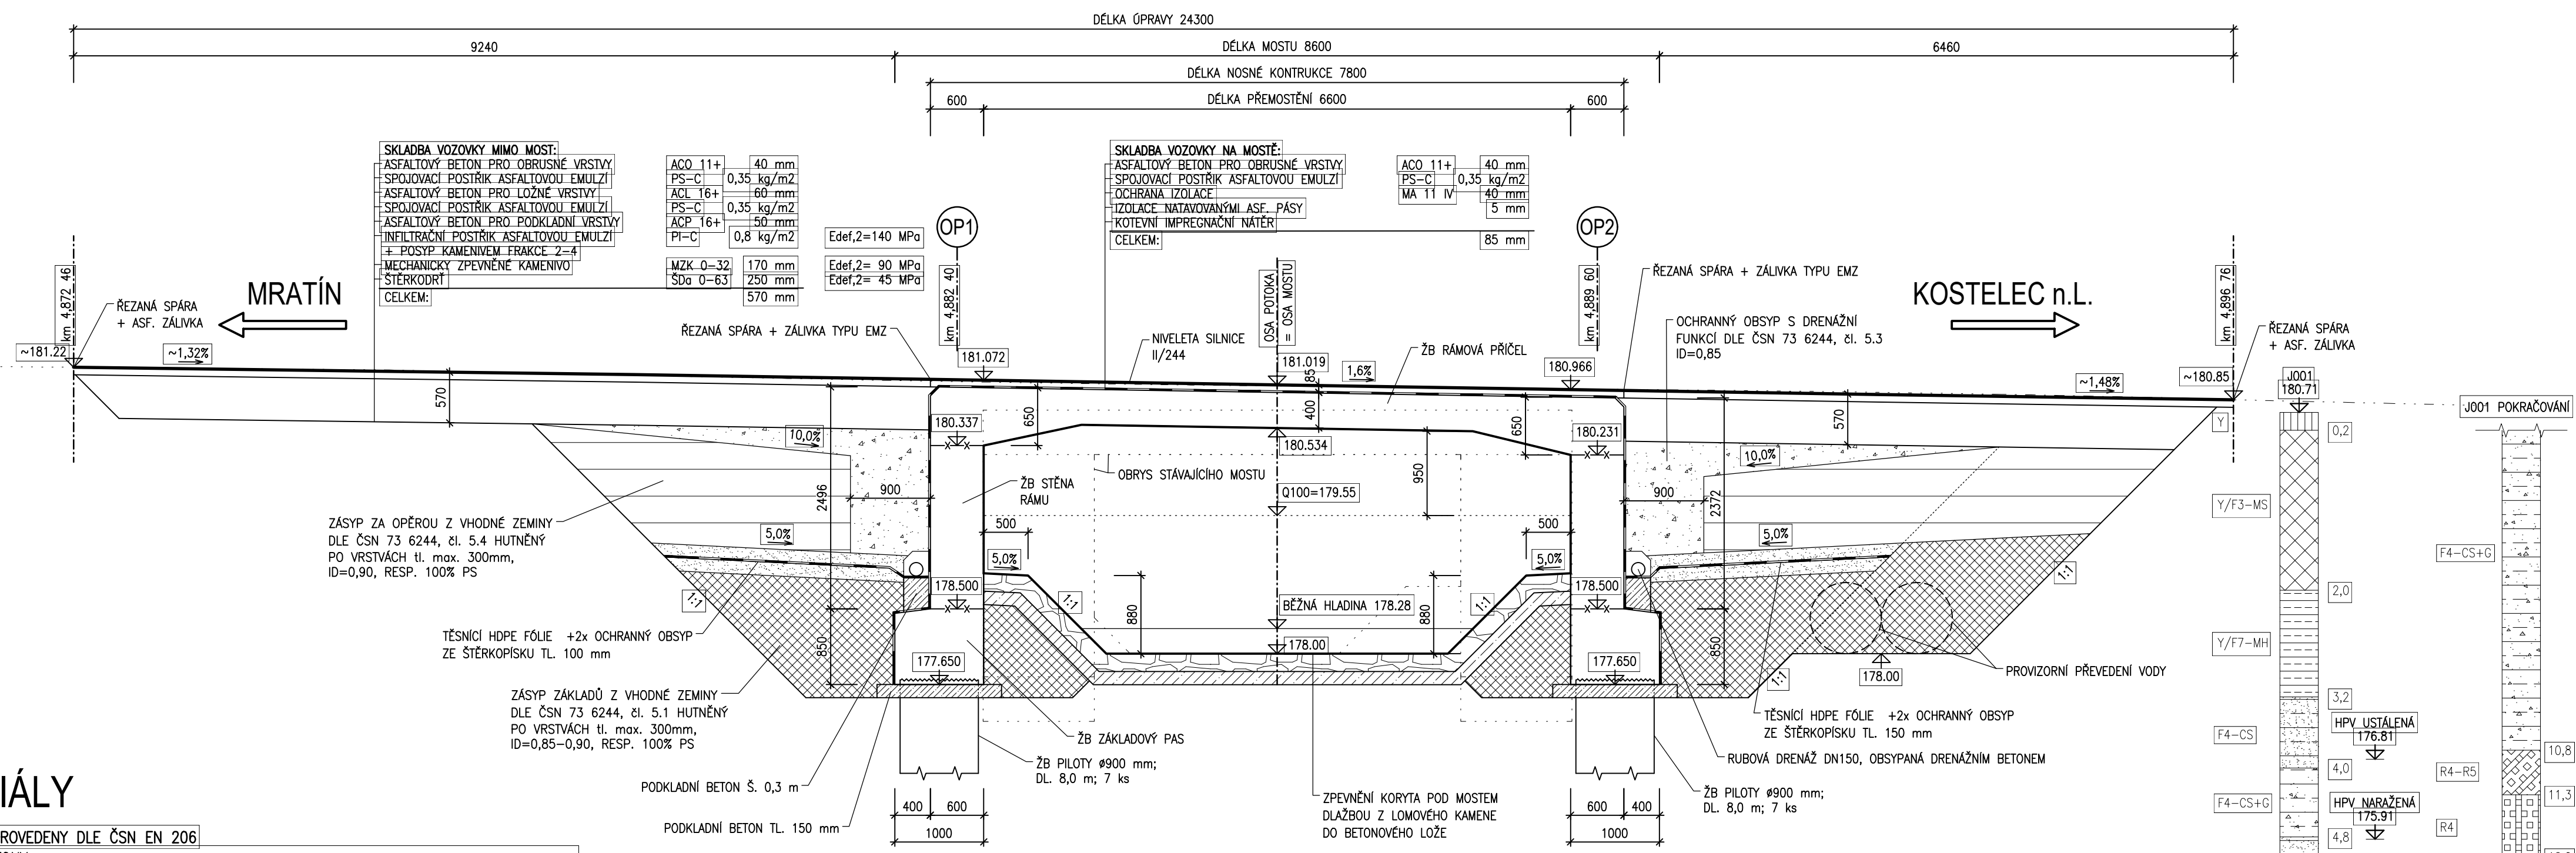 DÉLKA ÚPRAVY 24300
9240
DÉLKA MOSTU 8600
6460
DÉLKA NOSNÉ KONTRUKCE 7800
600
DÉLKA PŘEMOSTĚNÍ 6600
600
SKLADBA VOZOVKY MIMO MOST:
ASFALTOVÝ BETON PRO OBRUSNÉ VRSTVY ACO 11+ 40 mm
SPOJOVACÍ POSTŘIK ASFALTOVOU EMULZÍ PS-C 0,35 kg/m2
ASFALTOVÝ BETON PRO LOŽNÉ VRSTVY ACL 16+ 60 mm
SPOJOVACÍ POSTŘIK ASFALTOVOU EMULZÍ PS-C 0,35 kg/m2
ASFALTOVÝ BETON PRO PODKLADNÍ VRSTVY ACP 16+ 50 mm
INFILTRAČNÍ POSTŘIK ASFALTOVOU EMULZÍ PI-C 0,8 kg/m2 Edef,2=140 MPa
+ POSYP KAMENIVEM FRAKCE 2-4
MECHANICKY ZPEVNĚNÉ KAMENIVO MZK 0-32 170 mm Edef,2= 90 MPa
ŠTĚRKODRŤ ŠDa 0-63 250 mm Edef,2= 45 MPa
CELKEM: 570 mm
SKLADBA VOZOVKY NA MOSTĚ:
ASFALTOVÝ BETON PRO OBRUSNÉ VRSTVY ACO 11+ 40 mm
SPOJOVACÍ POSTŘIK ASFALTOVOU EMULZÍ PS-C 0,35 kg/m2
OCHRANA IZOLACE MA 11 IV 40 mm
IZOLACE NATAVOVANÝMI ASF. PÁSY 5 mm
KOTEVNÍ IMPREGNAČNÍ NÁTĚR
CELKEM: 85 mm
OP1
OP2
km 4,872 46
km 4,882 40
OSA POTOKA
= OSA MOSTU
km 4,889 60
km 4,896 76
MRATÍN
KOSTELEC n.L.
ŘEZANÁ SPÁRA
+ ASF. ZÁLIVKA
ŘEZANÁ SPÁRA + ZÁLIVKA TYPU EMZ
NIVELETA SILNICE
II/244
ŽB RÁMOVÁ PŘÍČEL
ŘEZANÁ SPÁRA + ZÁLIVKA TYPU EMZ
OCHRANNÝ OBSYP S DRENÁŽNÍ
FUNKCÍ DLE ČSN 73 6244, čl. 5.3
ID=0,85
ŘEZANÁ SPÁRA
+ ASF. ZÁLIVKA
~181.22
~1,32%
181.072
181.019
85
1,6%
180.966
~1,48%
~180.85
J001
180.71
J001 POKRAČOVÁNÍ
570
650
400
650
570
10,0%
180.337
180.534
180.231
10,0%
OBRYS STÁVAJÍCÍHO MOSTU
950
ŽB STĚNA
RÁMU
Q100=179.55
900
2496
900
2372
500
500
ZÁSYP ZA OPĚROU Z VHODNÉ ZEMINY
DLE ČSN 73 6244, čl. 5.4 HUTNĚNÝ
PO VRSTVÁCH tl. max. 300mm,
ID=0,90, RESP. 100% PS
5,0%
5,0%
5,0%
5,0%
178.500
178.500
1:1
1:1
1:1
1:1
880
BĚŽNÁ HLADINA 178.28
880
TĚSNÍCÍ HDPE FÓLIE +2x OCHRANNÝ OBSYP
ZE ŠTĚRKOPÍSKU TL. 100 mm
850
178.00
850
177.650
177.650
1:1
178.00
PROVIZORNÍ PŘEVEDENÍ VODY
ZÁSYP ZÁKLADŮ Z VHODNÉ ZEMINY
DLE ČSN 73 6244, čl. 5.1 HUTNĚNÝ
PO VRSTVÁCH tl. max. 300mm,
ID=0,85-0,90, RESP. 100% PS
TĚSNÍCÍ HDPE FÓLIE +2x OCHRANNÝ OBSYP
ZE ŠTĚRKOPÍSKU TL. 150 mm
ŽB ZÁKLADOVÝ PAS
RUBOVÁ DRENÁŽ DN150, OBSYPANÁ DRENÁŽNÍM BETONEM
ŽB PILOTY ø900 mm;
DL. 8,0 m; 7 ks
PODKLADNÍ BETON Š. 0,3 m
PODKLADNÍ BETON TL. 150 mm
ZPEVNĚNÍ KORYTA POD MOSTEM
DLAŽBOU Z LOMOVÉHO KAMENE
DO BETONOVÉHO LOŽE
ŽB PILOTY ø900 mm;
DL. 8,0 m; 7 ks
400
600
1000
600
400
1000
Y
0,2
Y/F3-MS
2,0
Y/F7-MH
3,2
F4-CS
4,0
F4-CS+G
4,8
HPV USTÁLENÁ
176.81
HPV NARAŽENÁ
175.91
F4-CS+G
10,8
R4-R5
11,3
R4
IÁLY
ROVEDENY DLE ČSN EN 206